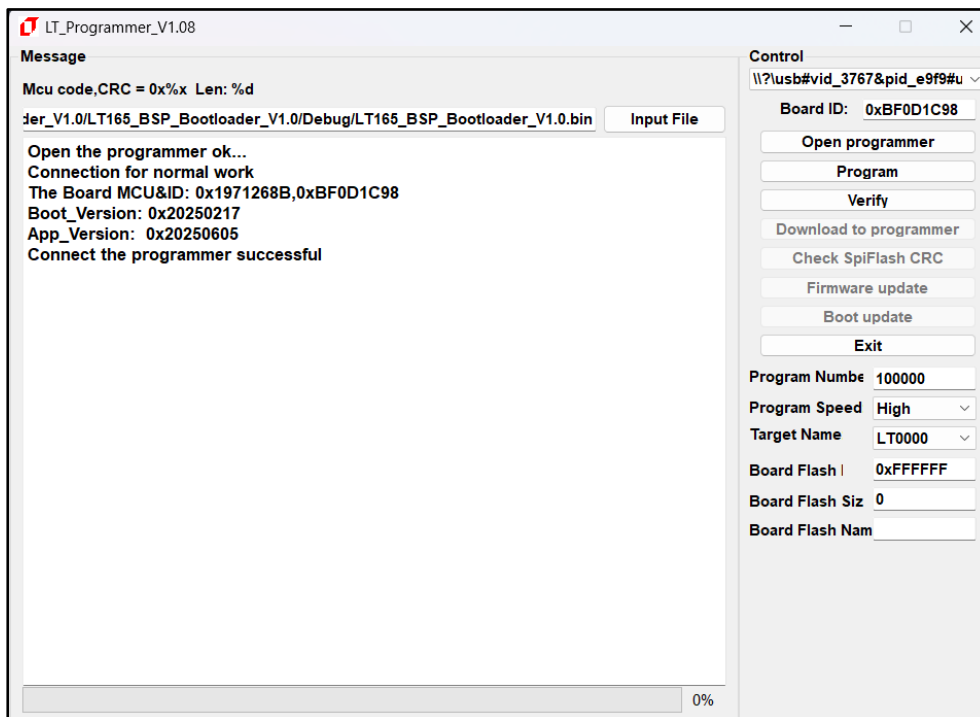 LT_Programmer_V1.08
Message
Mcu code,CRC = 0x%x Len: %d
der_V1.0/LT165_BSP_Bootloader_V1.0/Debug/LT165_BSP_Bootloader_V1.0.bin
Input File
Open the programmer ok...
Connection for normal work
The Board MCU&ID: 0x1971268B,0xBF0D1C98
Boot_Version: 0x20250217
App_Version: 0x20250605
Connect the programmer successful
0%
Control
\\?\usb#vid_3767&pid_e9f9#u
Board ID: 0xBF0D1C98
Open programmer
Program
Verify
Download to programmer
Check SpiFlash CRC
Firmware update
Boot update
Exit
Program Numbe 100000
Program Speed High
Target Name LT0000
Board Flash 0xFFFFFF
Board Flash Siz 0
Board Flash Nam